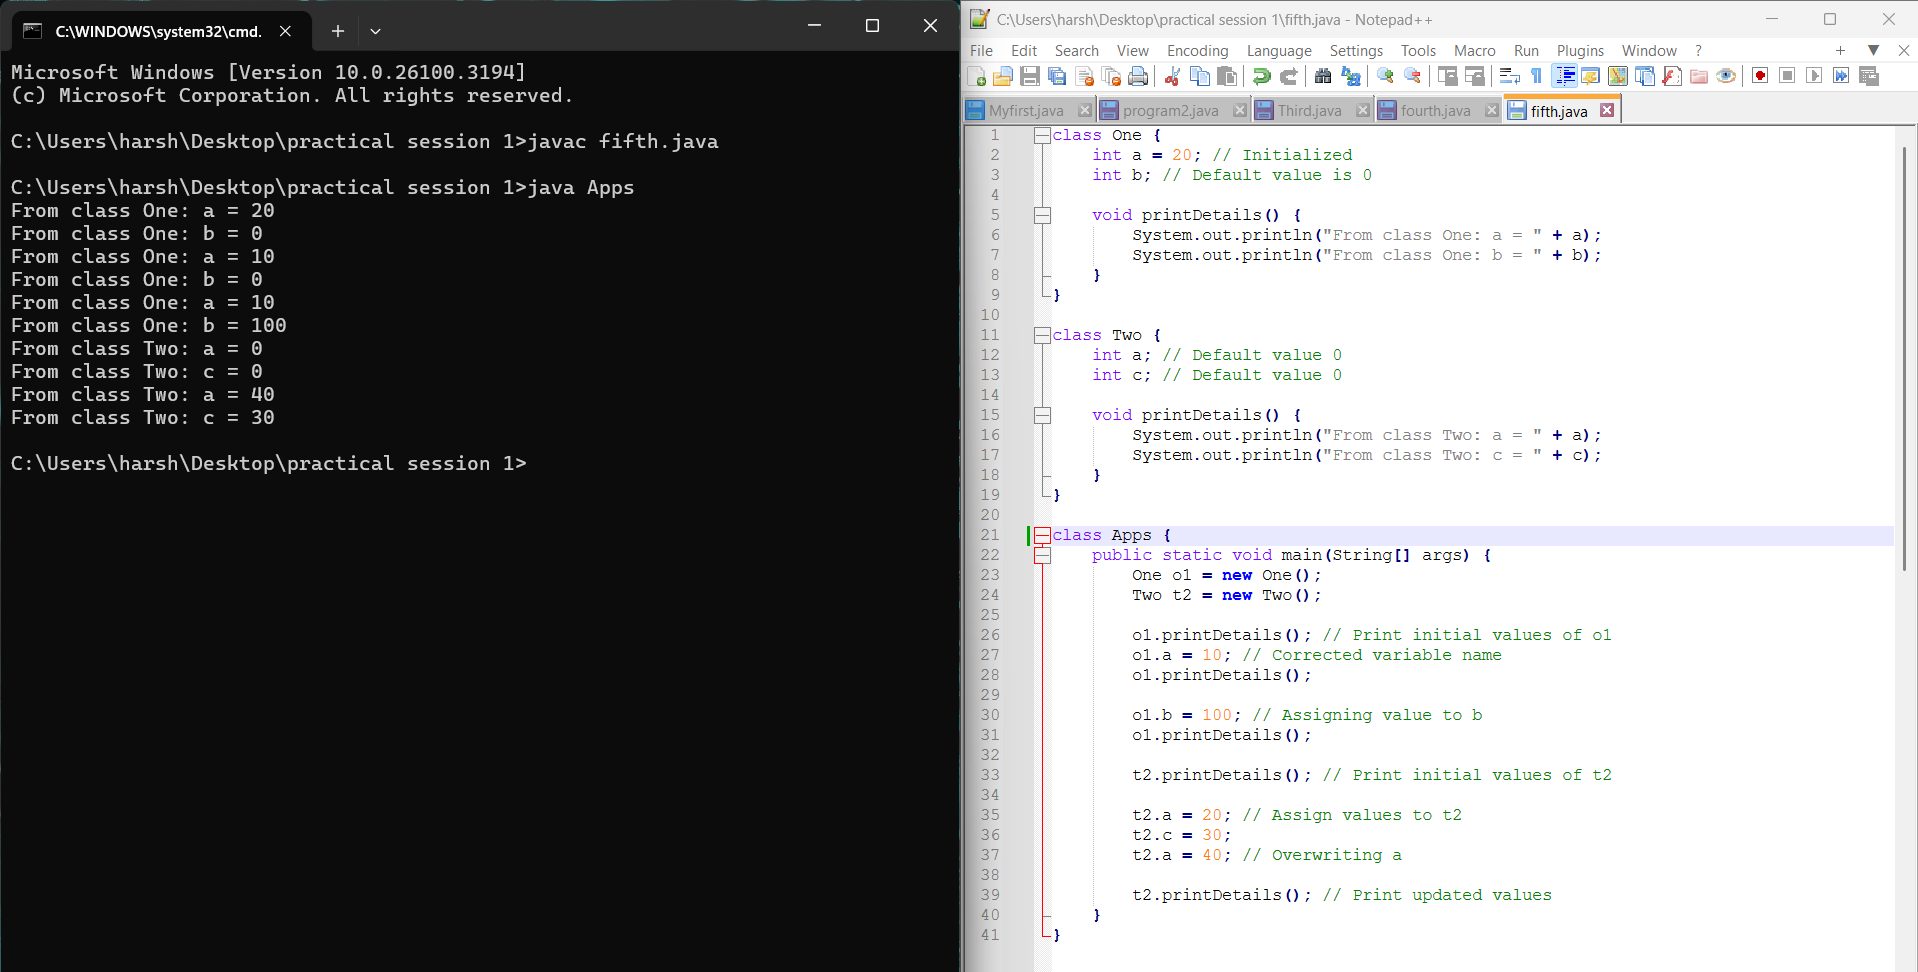 C:\WINDOWS\system32\cmd.
Microsoft Windows [Version 10.0.26100.3194]
(c) Microsoft Corporation. All rights reserved.
C:\Users\harsh\Desktop\practical session 1>javac fifth.java
C:\Users\harsh\Desktop\practical session 1>java Apps
From class One: a = 20
From class One: b = 0
From class One: a = 10
From class One: b = 0
From class One: a = 10
From class One: b = 100
From class Two: a = 0
From class Two: c = 0
From class Two: a = 40
From class Two: c = 30
C:\Users\harsh\Desktop\practical session 1>
C:\Users\harsh\Desktop\practical session 1\fifth.java - Notepad++
File Edit Search View Encoding Language Settings Tools Macro Run Plugins Window ?
Myfirst.java program2.java Third.java fourth.java fifth.java
1 class One {
2 int a = 20; // Initialized
3 int b; // Default value is 0
4
5 void printDetails() {
6 System.out.println("From class One: a = " + a);
7 System.out.println("From class One: b = " + b);
8 }
9 }
10
11 class Two {
12 int a; // Default value 0
13 int c; // Default value 0
14
15 void printDetails() {
16 System.out.println("From class Two: a = " + a);
17 System.out.println("From class Two: c = " + c);
18 }
19 }
20
21 class Apps {
22 public static void main(String[] args) {
23 One o1 = new One();
24 Two t2 = new Two();
25
26 o1.printDetails(); // Print initial values of o1
27 o1.a = 10; // Corrected variable name
28 o1.printDetails();
29
30 o1.b = 100; // Assigning value to b
31 o1.printDetails();
32
33 t2.printDetails(); // Print initial values of t2
34
35 t2.a = 20; // Assign values to t2
36 t2.c = 30;
37 t2.a = 40; // Overwriting a
38
39 t2.printDetails(); // Print updated values
40 }
41 }